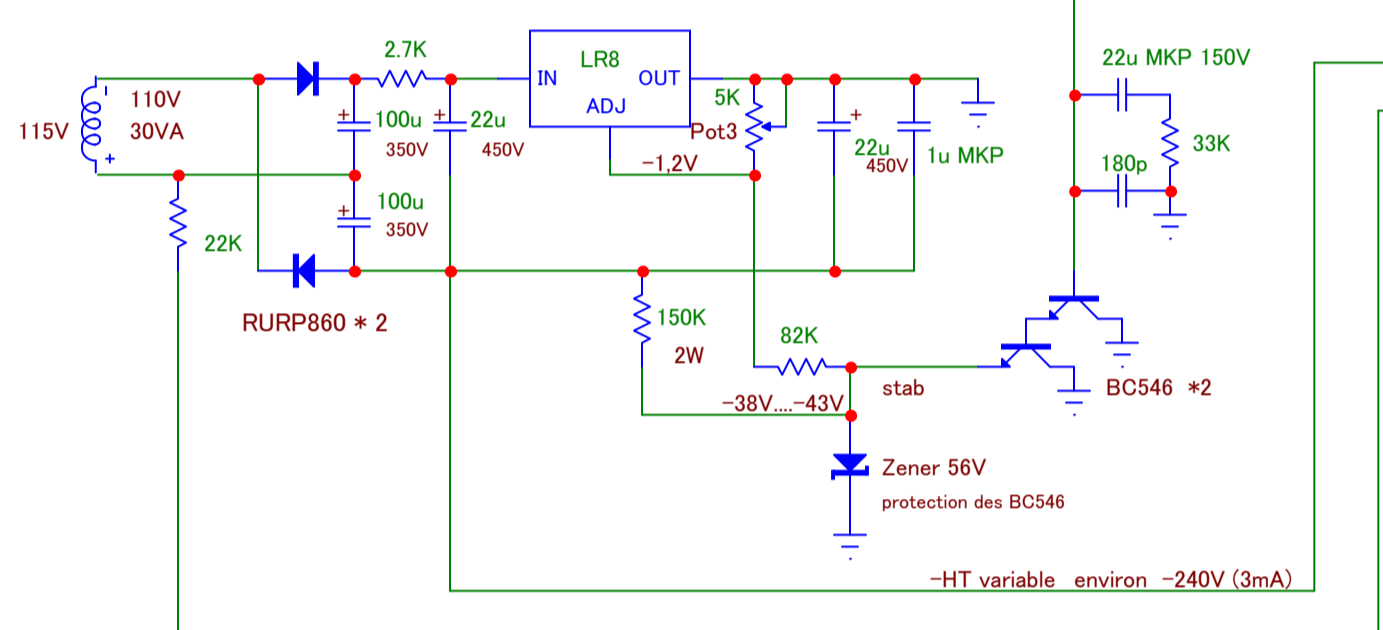 22u MKP 150V
2.7K
LR8
IN
OUT
ADJ
115V
110V
30VA
-
+
+
100u
350V
+
22u
450V
5K
Pot3
+
22u
450V
1u MKP
33K
180p
-1,2V
+
100u
350V
22K
RURP860 * 2
150K
2W
82K
stab
BC546 *2
-38V....-43V
Zener 56V
protection des BC546
-HT variable environ -240V (3mA)